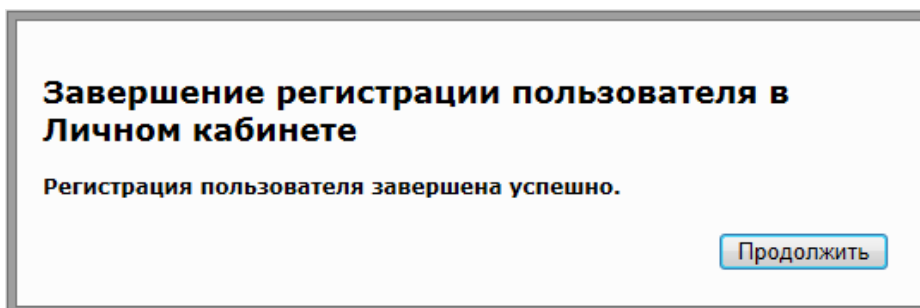 Завершение регистрации пользователя в
Личном кабинете
Регистрация пользователя завершена успешно.
Продолжить